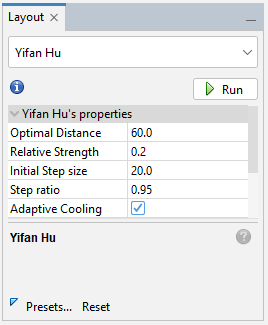 Layout
Yifan Hu
Run
Yifan Hu's properties
Optimal Distance 60.0
Relative Strength 0.2
Initial Step size 20.0
Step ratio 0.95
Adaptive Cooling
Yifan Hu
Presets... Reset